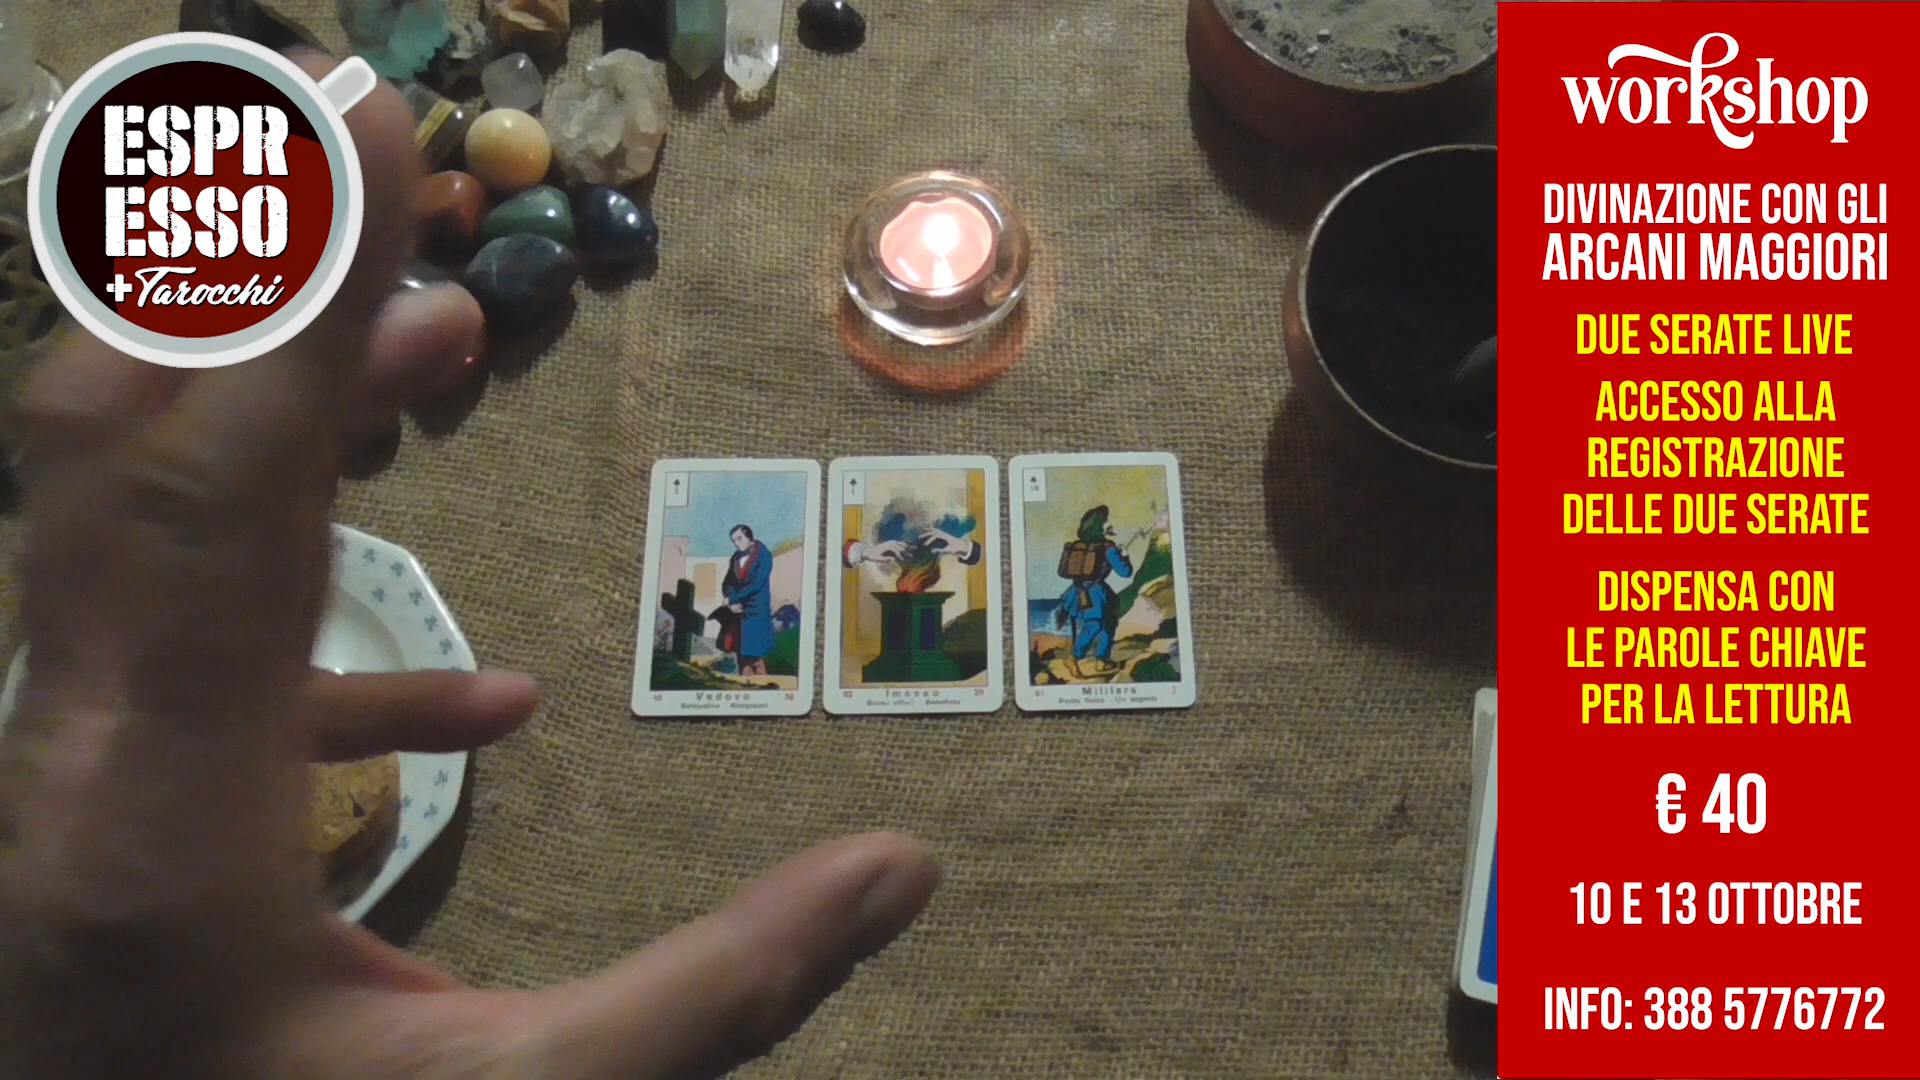 ESPR
ESSO
+Tarocchi
workshop
DIVINAZIONE CON GLI
ARCANI MAGGIORI
DUE SERATE LIVE
ACCESSO ALLA
REGISTRAZIONE
DELLE DUE SERATE
DISPENSA CON
LE PAROLE CHIAVE
PER LA LETTURA
€ 40
10 E 13 OTTOBRE
INFO: 388 5776772
Vedovo
Militare